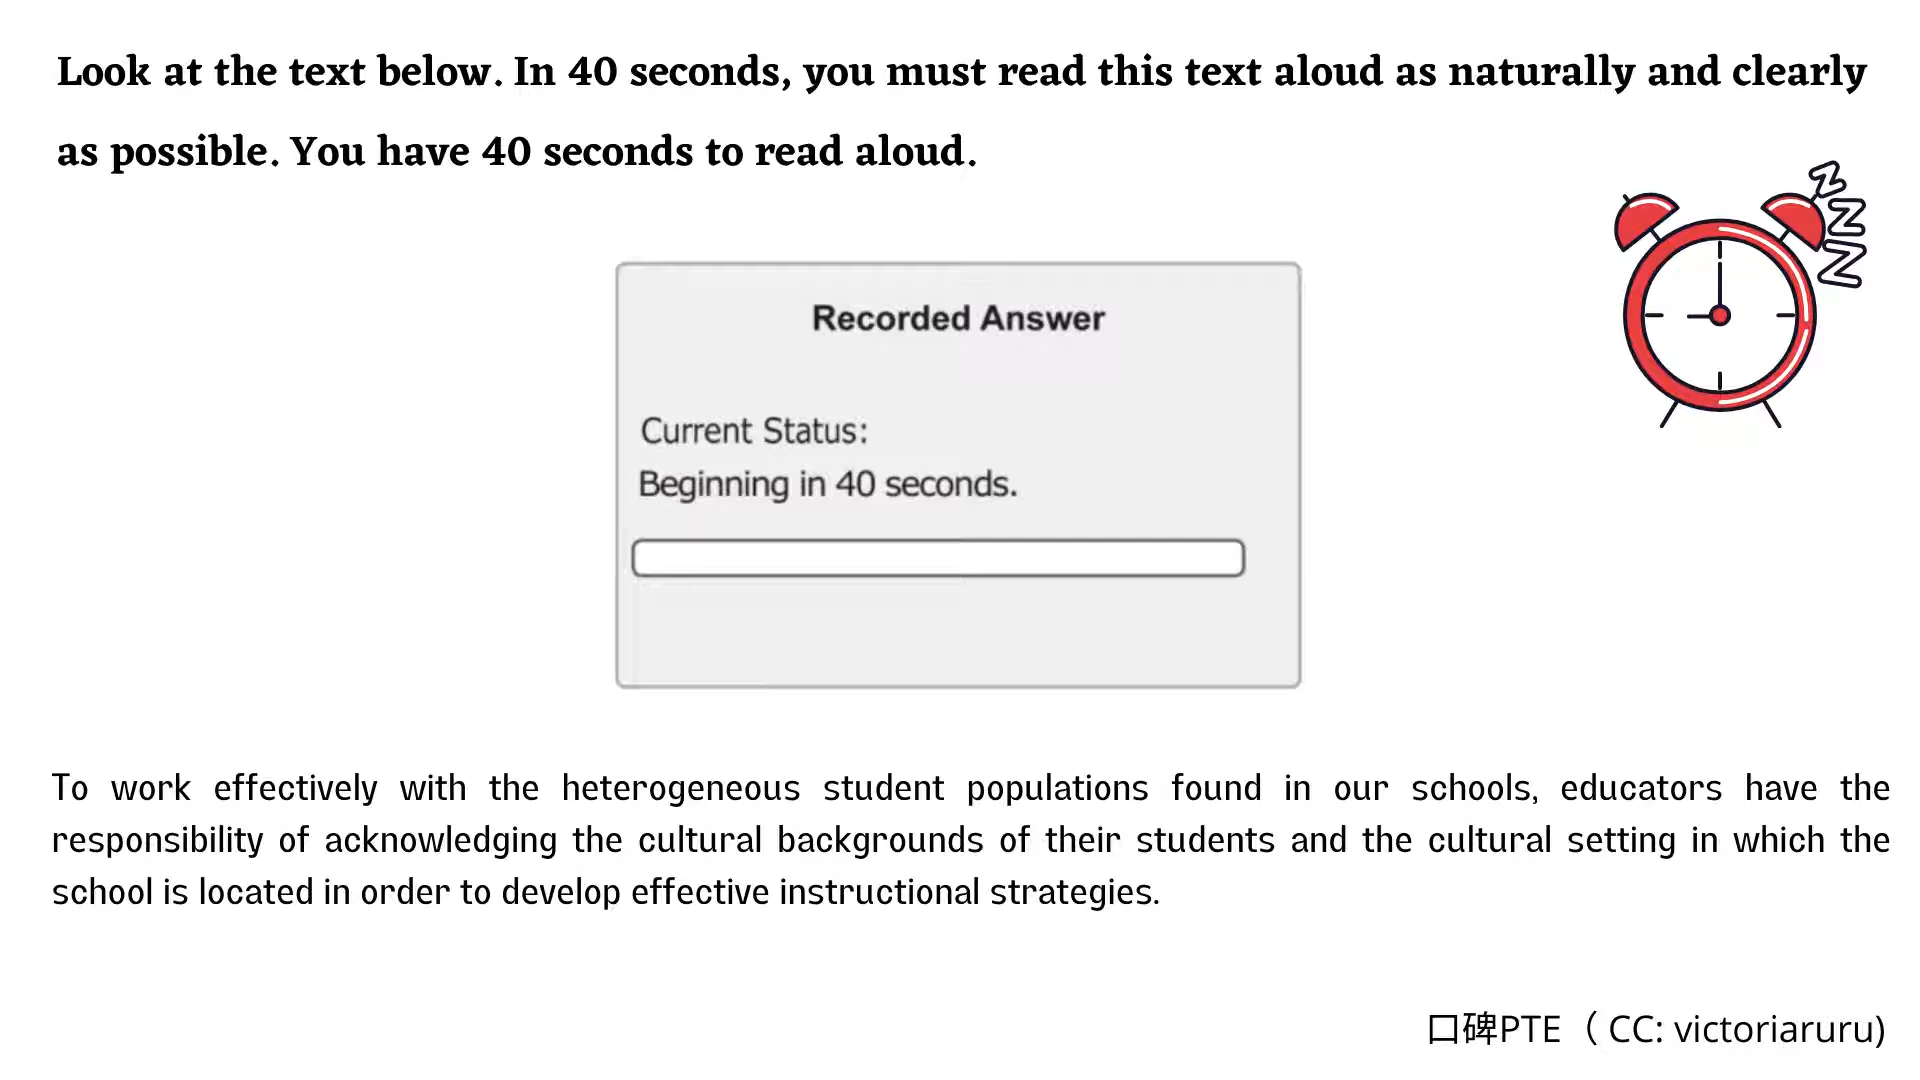 Look at the text below. In 40 seconds, you must read this text aloud as naturally and clearly
as possible. You have 40 seconds to read aloud.
Z
Z
Z
Recorded Answer
Current Status:
Beginning in 40 seconds.
To work effectively with the heterogeneous student populations found in our schools, educators have the
responsibility of acknowledging the cultural backgrounds of their students and the cultural setting in which the
school is located in order to develop effective instructional strategies.
口碑PTE（ CC: victoriaruru)